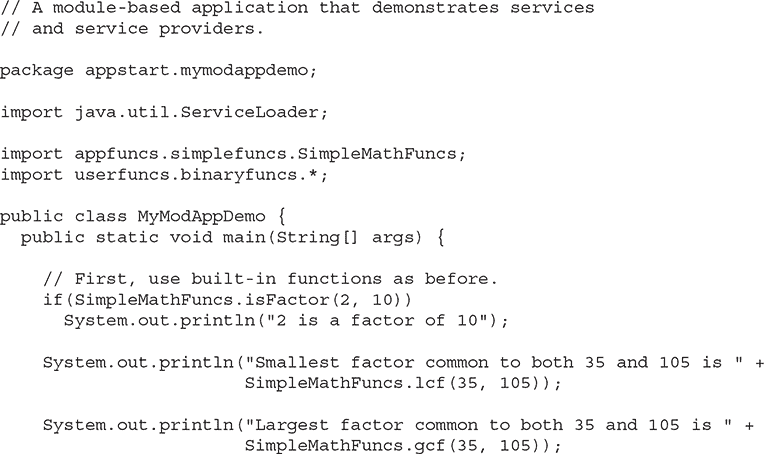 // A module-based application that demonstrates services
// and service providers.
package appstart.mymodappdemo;
import java.util.ServiceLoader;
import appfuncs.simplefuncs.SimpleMathFuncs;
import userfuncs.binaryfuncs.*;
public class MyModAppDemo {
public static void main(String[] args) {
// First, use built-in functions as before.
if(SimpleMathFuncs.isFactor(2, 10))
System.out.println("2 is a factor of 10");
System.out.println("Smallest factor common to both 35 and 105 is " +
SimpleMathFuncs.lcf(35, 105));
System.out.println("Largest factor common to both 35 and 105 is " +
SimpleMathFuncs.gcf(35, 105));